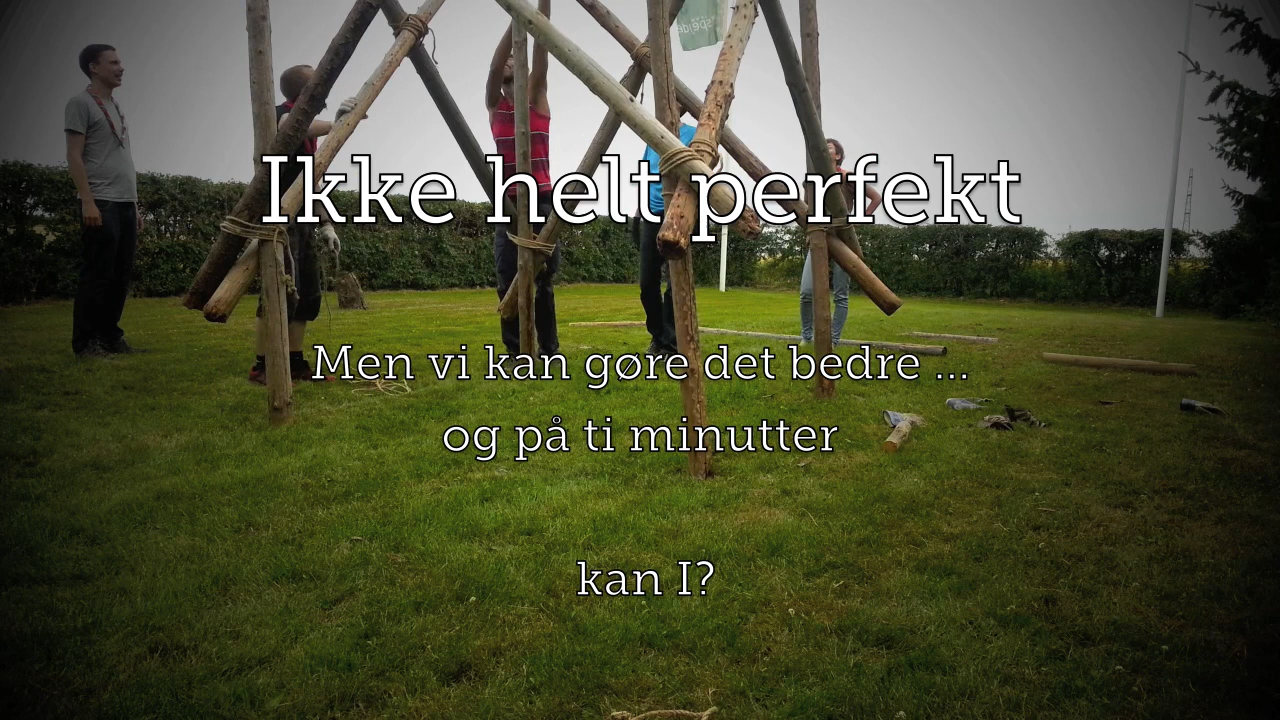 Ikke helt perfekt
Men vi kan gøre det bedre ...
og på ti minutter
kan I?